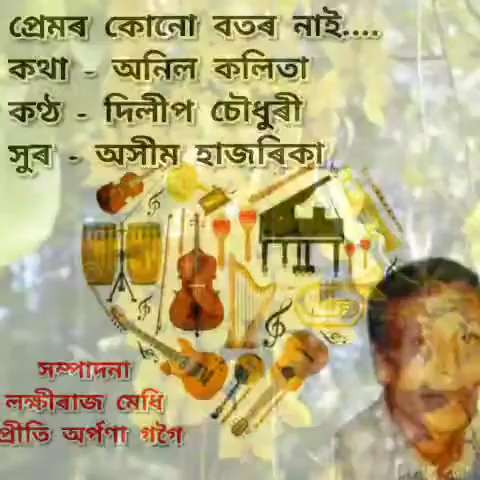 প্ৰেমৰ কোনো বতৰ নাই....
কথা - অনিল কলিতা
কণ্ঠ - দিলীপ চৌধুৰী
সুৰ - অসীম হাজৰিকা
সম্পাদনা
লক্ষীৰাজ মেধি
প্ৰীতি অৰ্পণা গগৈ